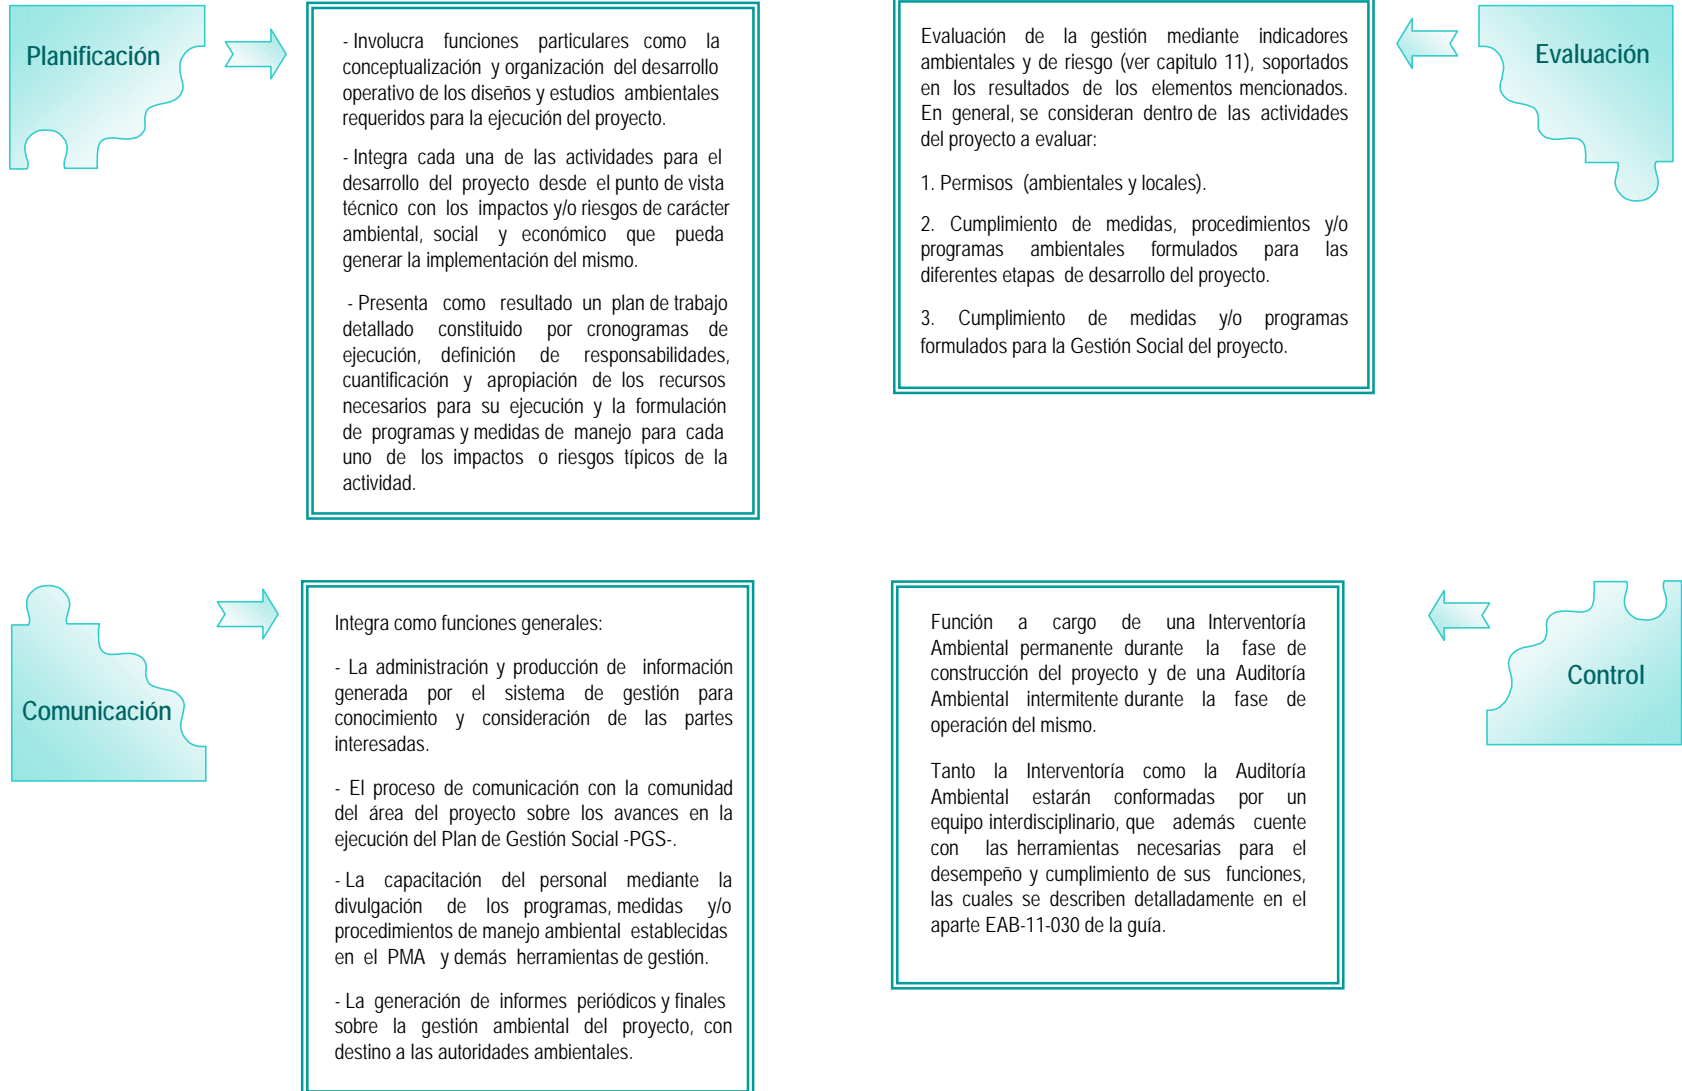 Planificación
- Involucra funciones particulares como la
conceptualización y organización del desarrollo
operativo de los diseños y estudios ambientales
requeridos para la ejecución del proyecto.
- Integra cada una de las actividades para el
desarrollo del proyecto desde el punto de vista
técnico con los impactos y/o riesgos de carácter
ambiental, social y económico que pueda
generar la implementación del mismo.
- Presenta como resultado un plan de trabajo
detallado constituido por cronogramas de
ejecución, definición de responsabilidades,
cuantificación y apropiación de los recursos
necesarios para su ejecución y la formulación
de programas y medidas de manejo para cada
uno de los impactos o riesgos típicos de la
actividad.
Evaluación de la gestión mediante indicadores
ambientales y de riesgo (ver capitulo 11), soportados
en los resultados de los elementos mencionados.
En general, se consideran dentro de las actividades
del proyecto a evaluar:
1. Permisos (ambientales y locales).
2. Cumplimiento de medidas, procedimientos y/o
programas ambientales formulados para las
diferentes etapas de desarrollo del proyecto.
3. Cumplimiento de medidas y/o programas
formulados para la Gestión Social del proyecto.
Evaluación
Comunicación
Integra como funciones generales:
- La administración y producción de información
generada por el sistema de gestión para
conocimiento y consideración de las partes
interesadas.
- El proceso de comunicación con la comunidad
del área del proyecto sobre los avances en la
ejecución del Plan de Gestión Social -PGS-.
- La capacitación del personal mediante la
divulgación de los programas, medidas y/o
procedimientos de manejo ambiental establecidas
en el PMA y demás herramientas de gestión.
- La generación de informes periódicos y finales
sobre la gestión ambiental del proyecto, con
destino a las autoridades ambientales.
Función a cargo de una Interventoría
Ambiental permanente durante la fase de
construcción del proyecto y de una Auditoría
Ambiental intermitente durante la fase de
operación del mismo.
Tanto la Interventoría como la Auditoría
Ambiental estarán conformadas por un
equipo interdisciplinario, que además cuente
con las herramientas necesarias para el
desempeño y cumplimiento de sus funciones,
las cuales se describen detalladamente en el
aparte EAB-11-030 de la guía.
Control